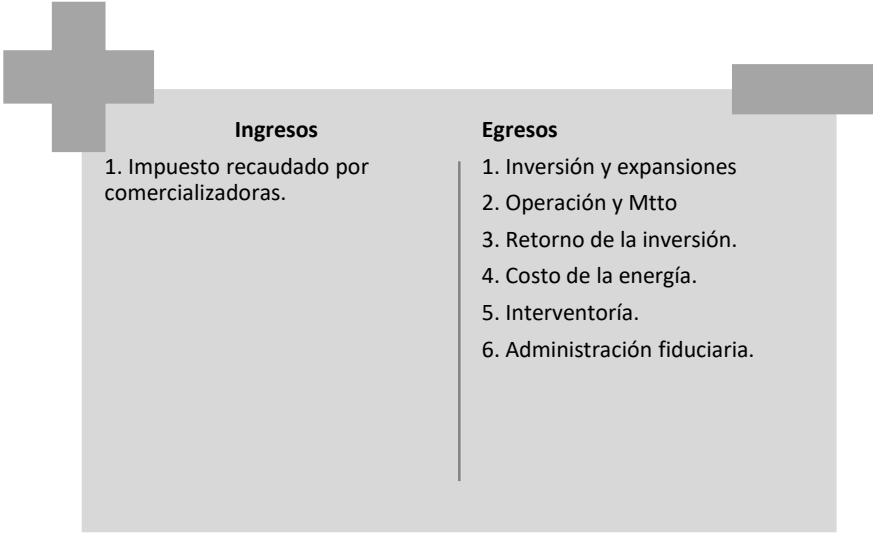 Ingresos
1. Impuesto recaudado por
comercializadoras.
Egresos
1. Inversión y expansiones
2. Operación y Mtto
3. Retorno de la inversión.
4. Costo de la energía.
5. Interventoría.
6. Administración fiduciaria.